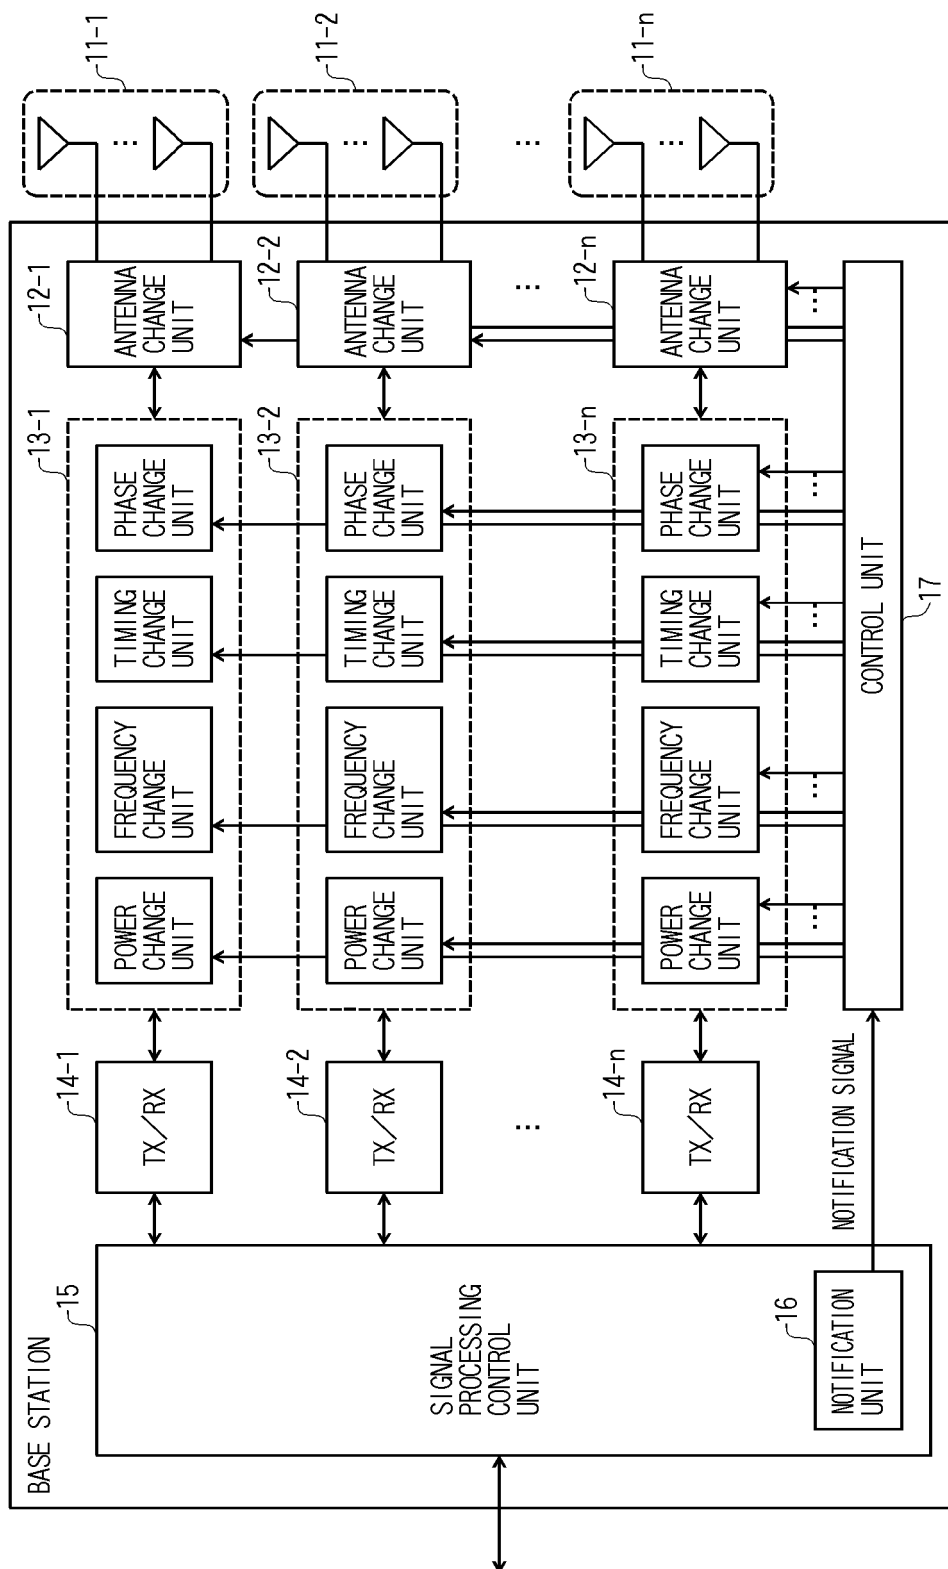 BASE STATION
15
SIGNAL
PROCESSING
CONTROL
UNIT
16
NOTIFICATION
UNIT
NOTIFICATION SIGNAL
14-1
TX/RX
14-2
TX/RX
...
14-n
TX/RX
13-1
POWER
CHANGE
UNIT
FREQUENCY
CHANGE
UNIT
TIMING
CHANGE
UNIT
PHASE
CHANGE
UNIT
13-2
POWER
CHANGE
UNIT
FREQUENCY
CHANGE
UNIT
TIMING
CHANGE
UNIT
PHASE
CHANGE
UNIT
13-n
POWER
CHANGE
UNIT
FREQUENCY
CHANGE
UNIT
TIMING
CHANGE
UNIT
PHASE
CHANGE
UNIT
...
...
...
...
12-1
ANTENNA
CHANGE
UNIT
12-2
ANTENNA
CHANGE
UNIT
...
12-n
ANTENNA
CHANGE
UNIT
...
CONTROL UNIT
17
11-1
...
11-2
...
...
11-n
...